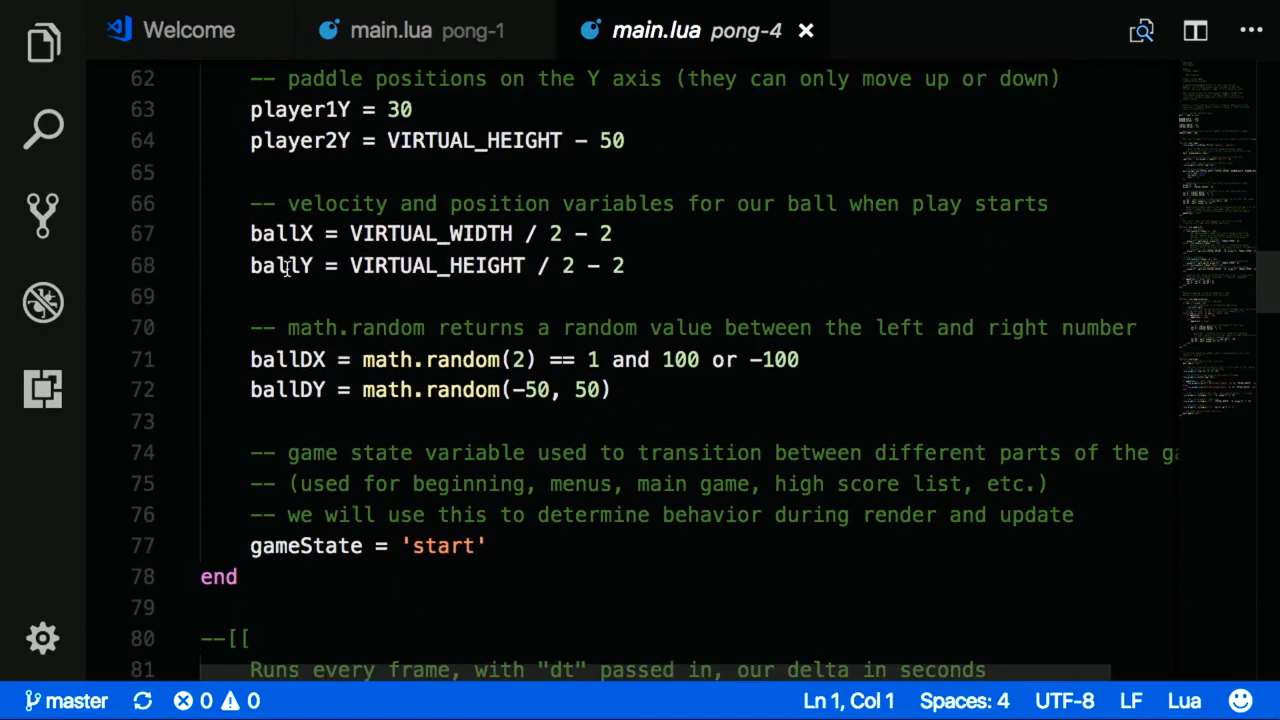 Welcome
main.lua pong-1
main.lua pong-4
62 -- paddle positions on the Y axis (they can only move up or down)
63 player1Y = 30
64 player2Y = VIRTUAL_HEIGHT - 50
65
66 -- velocity and position variables for our ball when play starts
67 ballX = VIRTUAL_WIDTH / 2 - 2
68 ballY = VIRTUAL_HEIGHT / 2 - 2
69
70 -- math.random returns a random value between the left and right number
71 ballDX = math.random(2) == 1 and 100 or -100
72 ballDY = math.random(-50, 50)
73
74 -- game state variable used to transition between different parts of the ga
75 -- (used for beginning, menus, main game, high score list, etc.)
76 -- we will use this to determine behavior during render and update
77 gameState = 'start'
78 end
79
80 --[[
81 Runs every frame, with "dt" passed in, our delta in seconds
master 0 0 Ln 1, Col 1 Spaces: 4 UTF-8 LF Lua